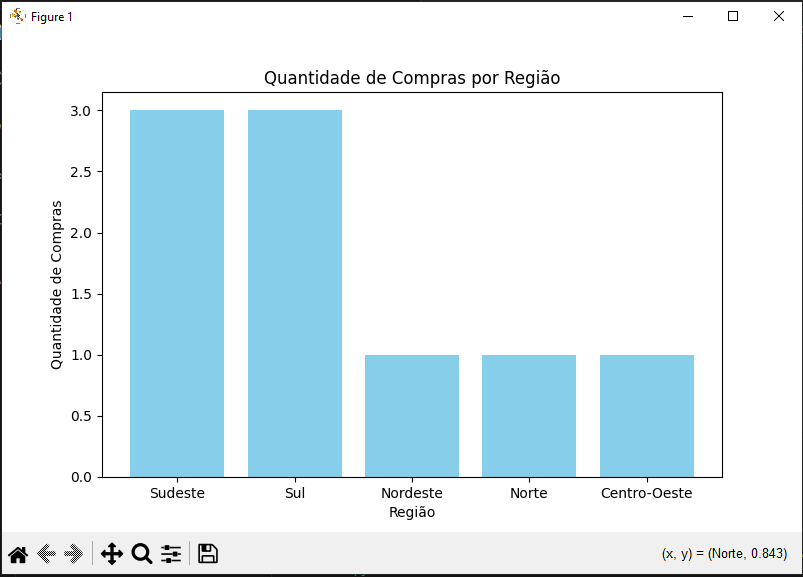 Figure 1
Quantidade de Compras por Região
3.0
2.5
2.0
1.5
1.0
0.5
0.0
Quantidade de Compras
Sudeste Sul Nordeste Norte Centro-Oeste
Região
(x, y) = (Norte, 0.843)